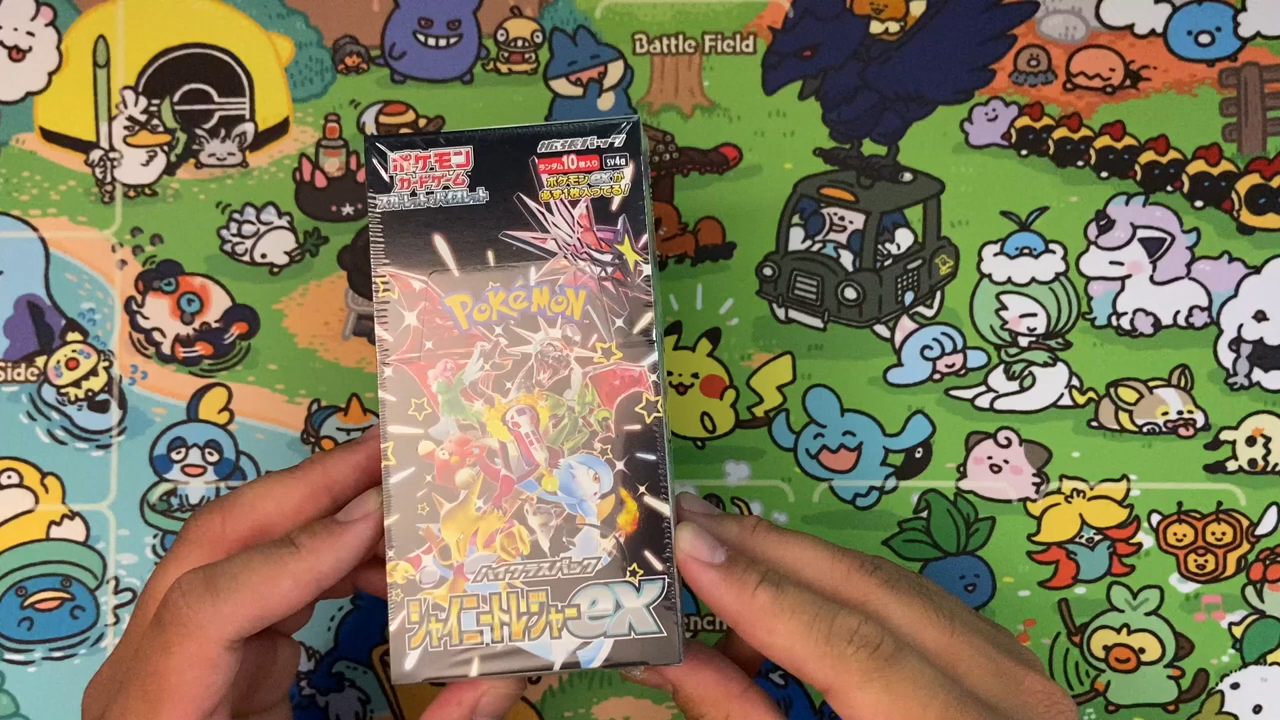 Battle Field
拡張パック
ポケモン
カードゲーム
スカーレット&バイオレット
ランダム10枚入り
sv4a
ポケモンexが
必ず1枚入ってる!
POKÉMON
Side
ハイクラスパック
シャイニートレジャーex
ench